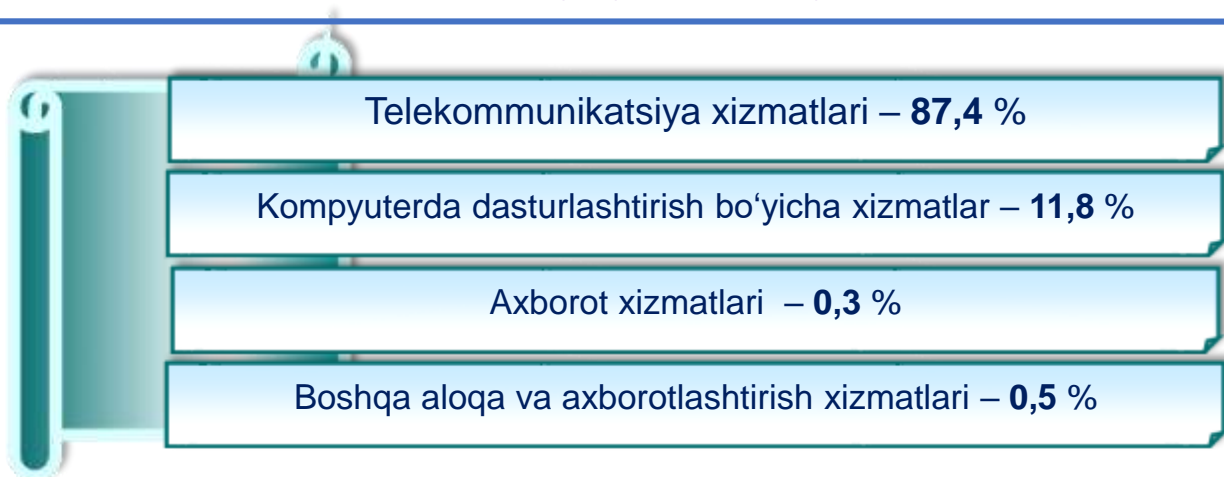 Telekommunikatsiya xizmatlari – 87,4 %
Kompyuterda dasturlashtirish bo‘yicha xizmatlar – 11,8 %
Axborot xizmatlari – 0,3 %
Boshqa aloqa va axborotlashtirish xizmatlari – 0,5 %